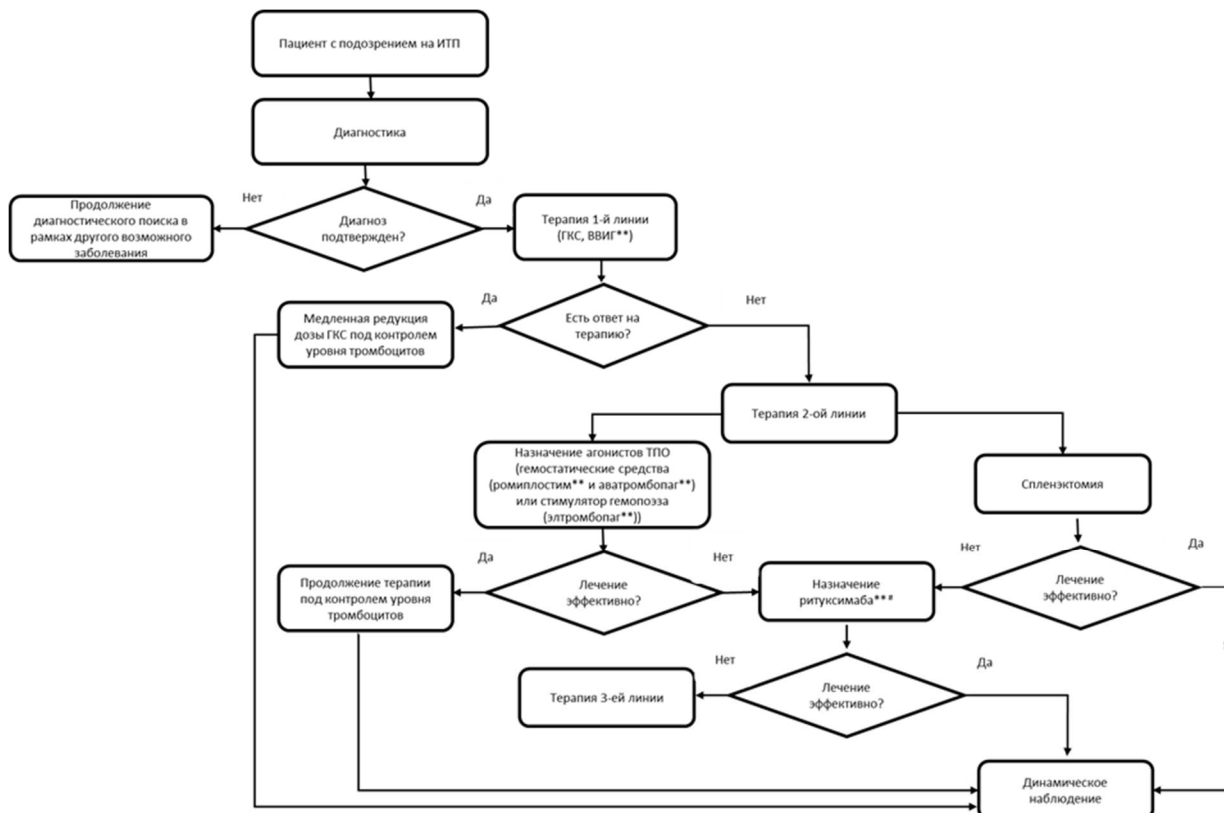 Пациент с подозрением на ИТП
Диагностика
Нет
Да
Продолжение
диагностического поиска в
рамках другого возможного
заболевания
Диагноз
подтвержден?
Терапия 1-й линии
(ГКС, ВВИГ**)
Да
Нет
Медленная редукция
дозы ГКС под контролем
уровня тромбоцитов
Есть ответ на
терапию?
Терапия 2-ой линии
Назначение агонистов ТПО
(гемостатические средства
(ромиплостим** и аватромбопаг**)
или стимулятор гемопоэза
(элтромбопаг**))
Спленэктомия
Да
Нет
Нет
Да
Продолжение терапии
под контролем уровня
тромбоцитов
Лечение
эффективно?
Назначение
ритуксимаба**#
Лечение
эффективно?
Нет
Да
Терапия 3-ей линии
Лечение
эффективно?
Динамическое
наблюдение